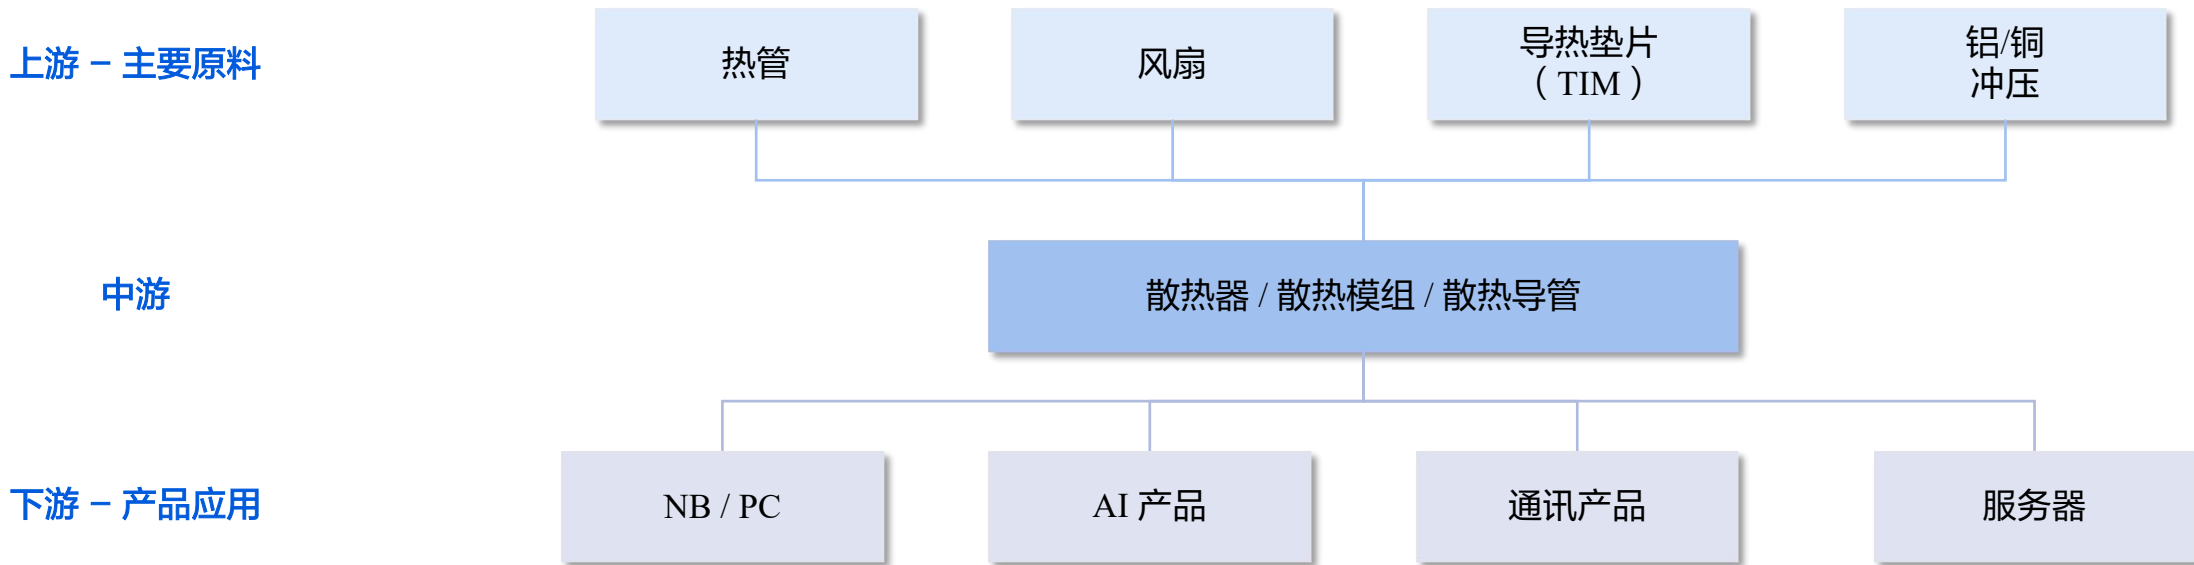 上游 – 主要原料
热管
风扇
导热垫片
（TIM）
铝/铜
冲压
中游
散热器 / 散热模组 / 散热导管
下游 – 产品应用
NB / PC
AI 产品
通讯产品
服务器